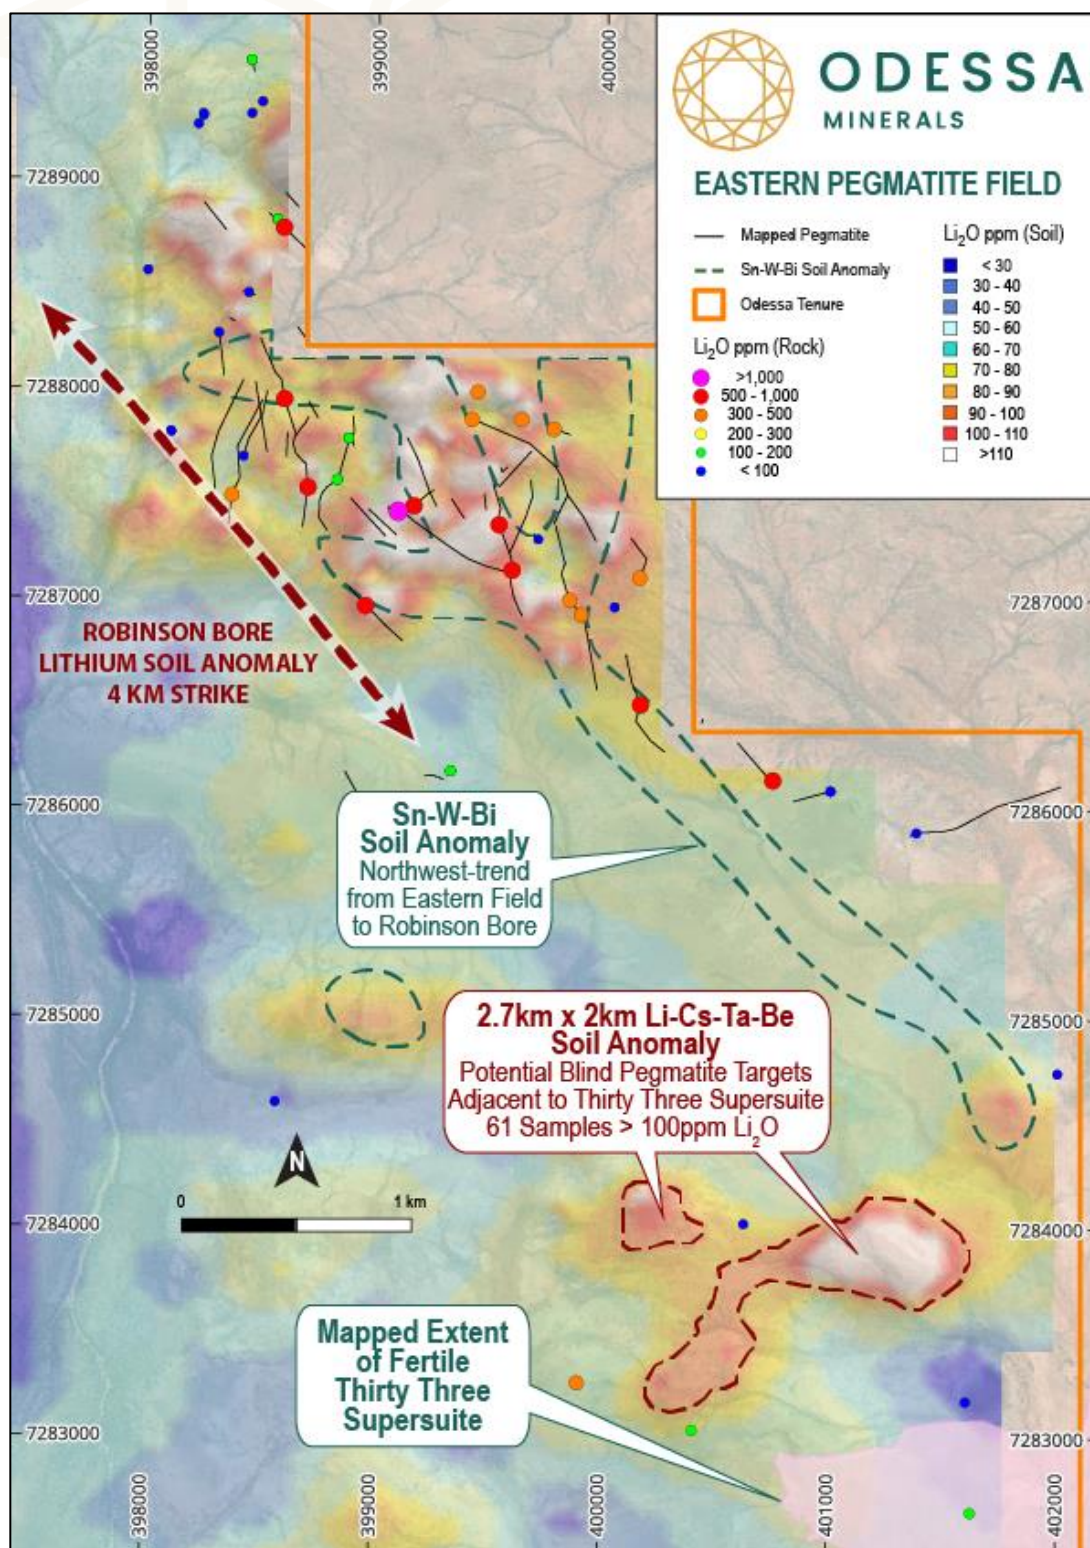 398000
399000
400000
ODESSA
MINERALS
EASTERN PEGMATITE FIELD
Mapped Pegmatite
Sn-W-Bi Soil Anomaly
Odessa Tenure
Li2O ppm (Rock)
>1,000
500 - 1,000
300 - 500
200 - 300
100 - 200
< 100
Li2O ppm (Soil)
< 30
30 - 40
40 - 50
50 - 60
60 - 70
70 - 80
80 - 90
90 - 100
100 - 110
>110
7289000
7288000
7287000
7287000
ROBINSON BORE
LITHIUM SOIL ANOMALY
4 KM STRIKE
7286000
7286000
Sn-W-Bi
Soil Anomaly
Northwest-trend
from Eastern Field
to Robinson Bore
7285000
7285000
2.7km x 2km Li-Cs-Ta-Be
Soil Anomaly
Potential Blind Pegmatite Targets
Adjacent to Thirty Three Supersuite
61 Samples > 100ppm Li2O
N
0
1 km
7284000
7284000
Mapped Extent
of Fertile
Thirty Three
Supersuite
7283000
7283000
398000
399000
400000
401000
402000